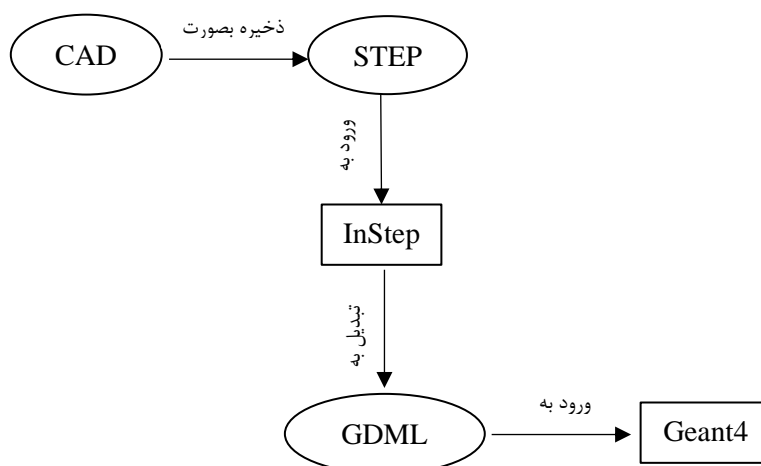 CAD
ذخیره بصورت
STEP
ورود به
InStep
تبدیل به
GDML
ورود به
Geant4